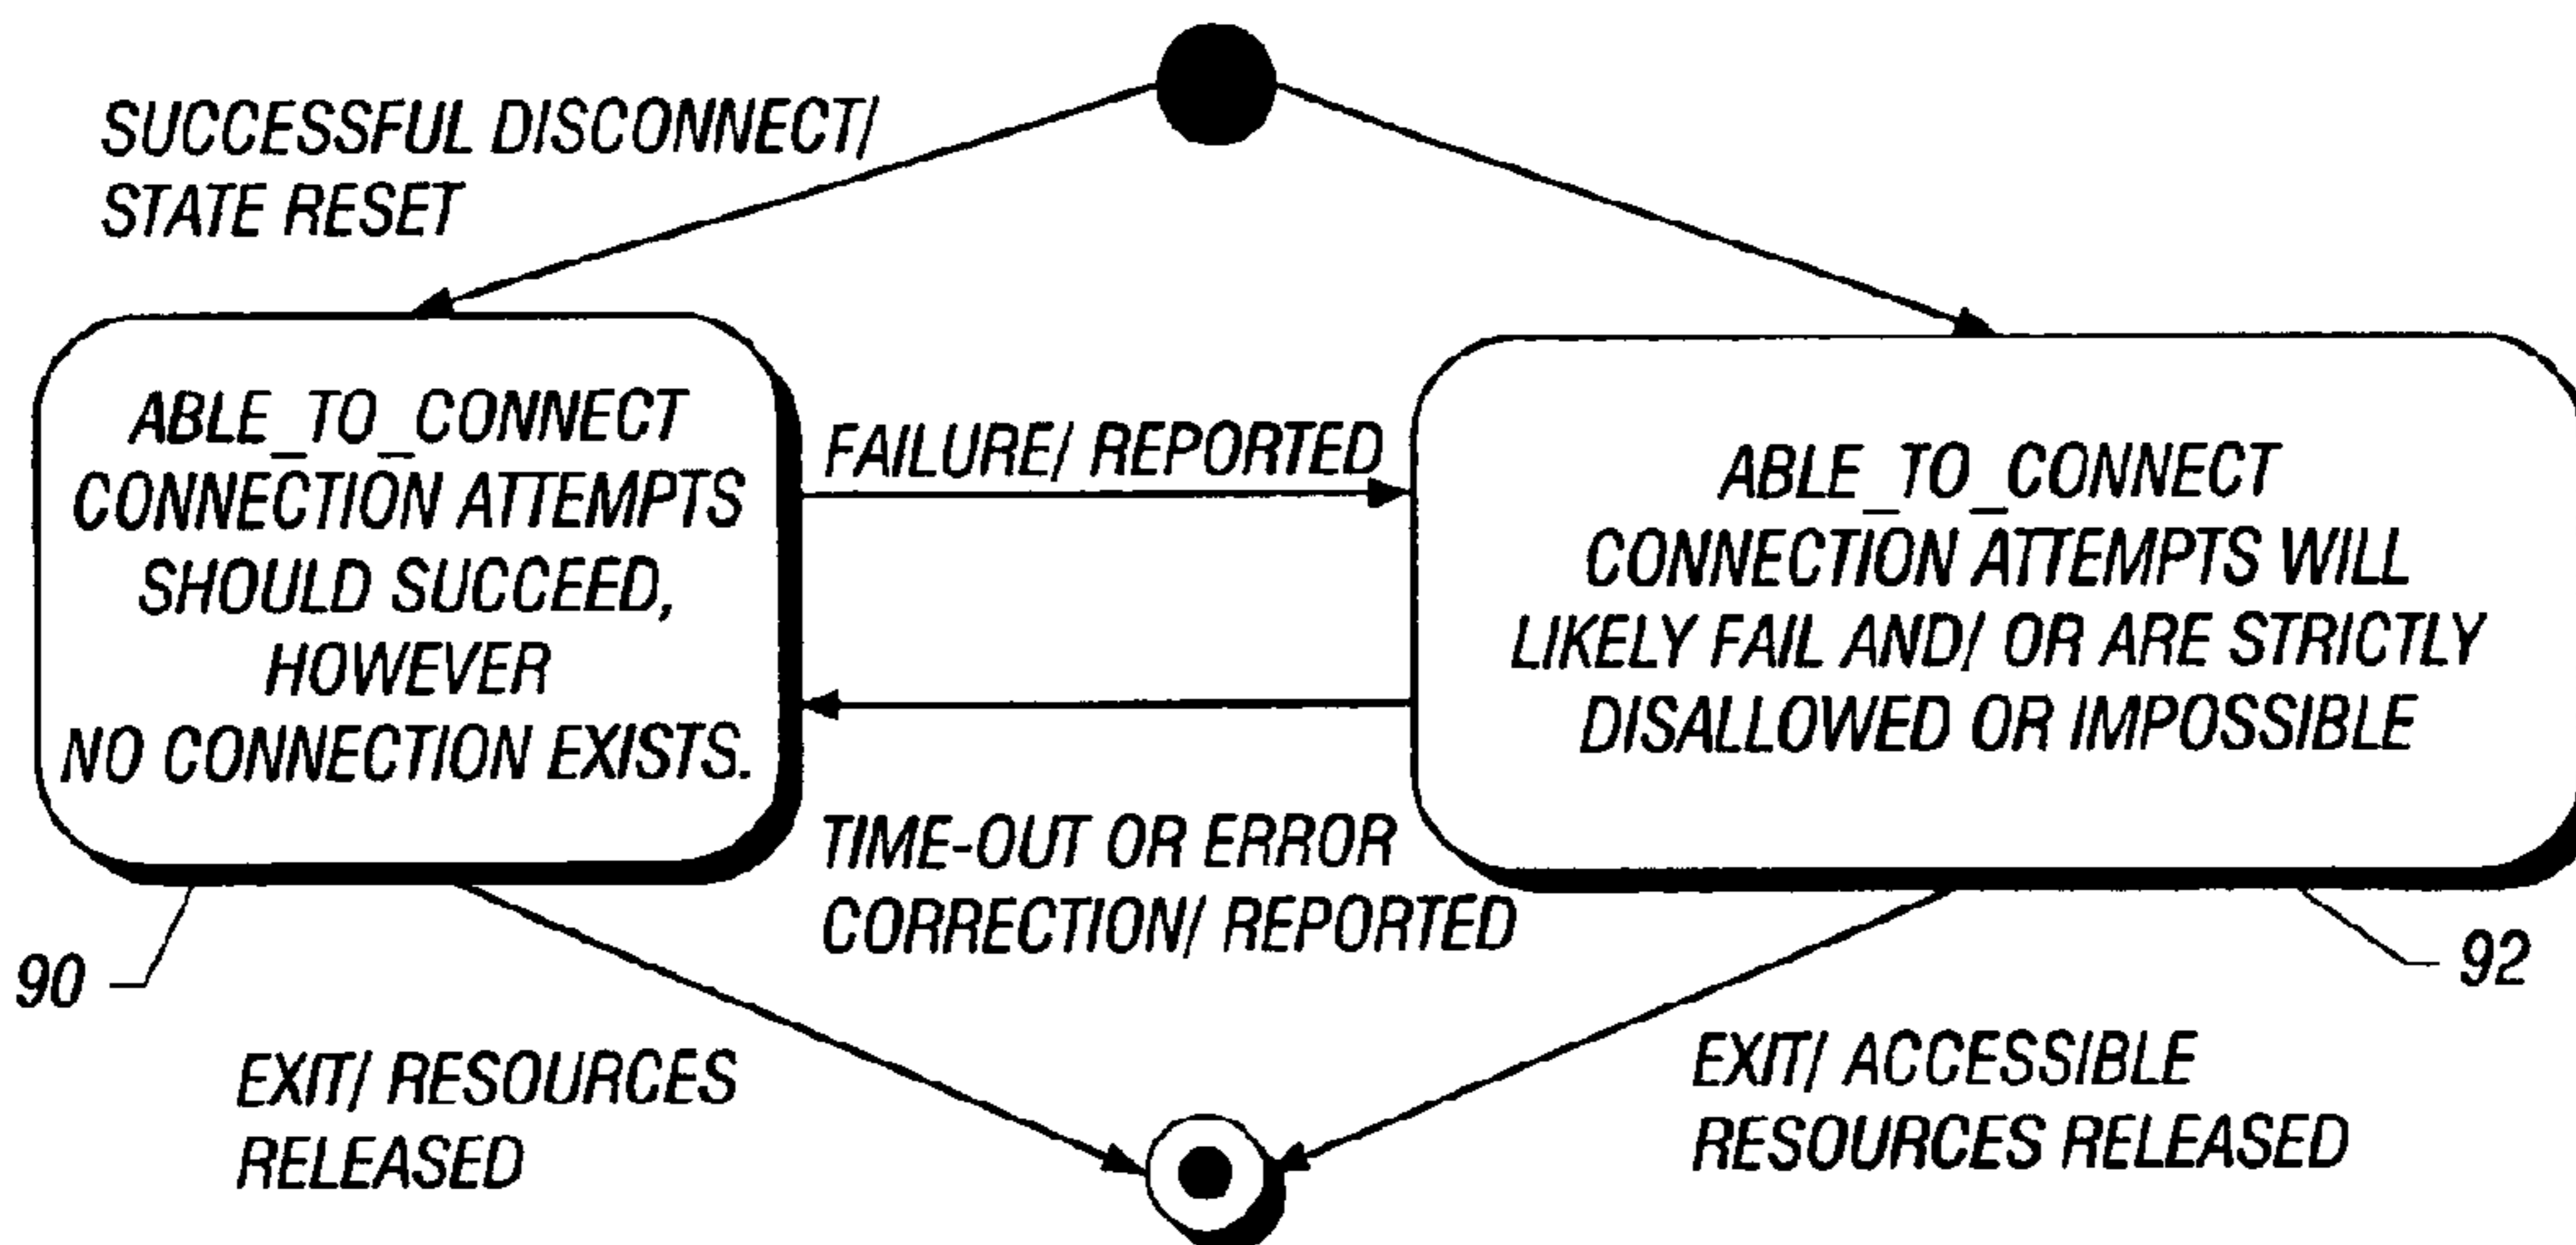 SUCCESSFUL DISCONNECT/
STATE RESET
ABLE_TO_CONNECT
CONNECTION ATTEMPTS
SHOULD SUCCEED,
HOWEVER
NO CONNECTION EXISTS.
FAILURE/ REPORTED
TIME-OUT OR ERROR
CORRECTION/ REPORTED
ABLE_TO_CONNECT
CONNECTION ATTEMPTS WILL
LIKELY FAIL AND/ OR ARE STRICTLY
DISALLOWED OR IMPOSSIBLE
90
92
EXIT/ RESOURCES
RELEASED
EXIT/ ACCESSIBLE
RESOURCES RELEASED